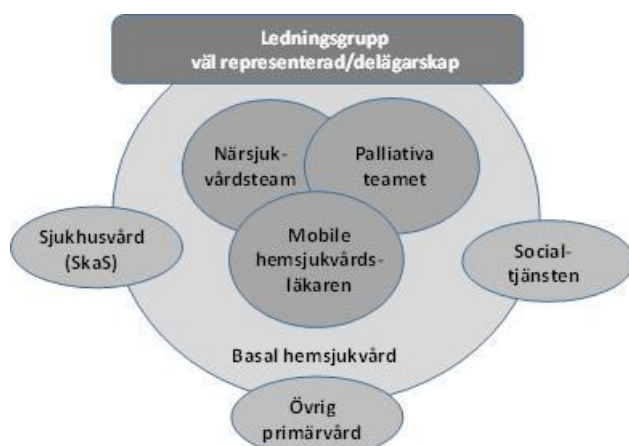 Ledningsgrupp
väl representerad/delägarskap
Närsjuk-
vårdsteam
Palliativa
teamet
Mobile
hemsjukvårds-
läkaren
Sjukhusvård
(SkaS)
Social-
tjänsten
Basal hemsjukvård
Övrig
primärvård